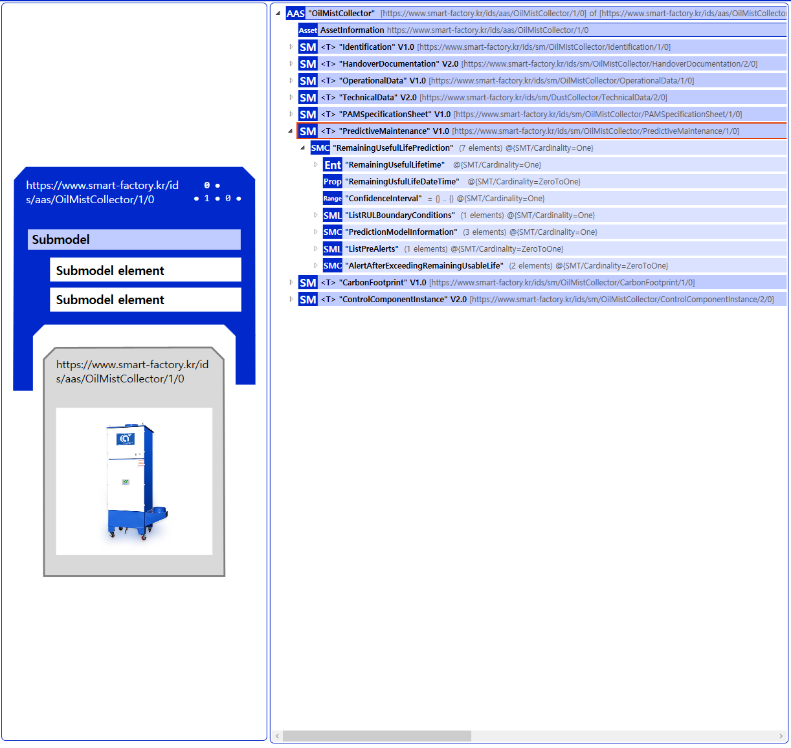 https://www.smart-factory.kr/id
s/aas/OilMistCollector/1/0
0
1 0 0
Submodel
Submodel element
Submodel element
https://www.smart-factory.kr/id
s/aas/OilMistCollector/1/0
AAS "OilMistCollector" [https://www.smart-factory.kr/ids/aas/OilMistCollector/1/0] of [https://www.smart-factory.kr/ids/aas/OilMistCollecto
Asset AssetInformation https://www.smart-factory.kr/ids/aas/OilMistCollector/1/0
SM <T> "Identification" V1.0 [https://www.smart-factory.kr/ids/sm/OilMistCollector/Identification/1/0]
SM <T> "HandoverDocumentation" V2.0 [https://www.smart-factory.kr/ids/sm/OilMistCollector/HandoverDocumentation/2/0]
SM <T> "OperationalData" V1.0 [https://www.smart-factory.kr/ids/sm/OilMistCollector/OperationalData/1/0]
SM <T> "TechnicalData" V2.0 [https://www.smart-factory.kr/ids/sm/DustCollector/TechnicalData/2/0]
SM <T> "PAMSpecificationSheet" V1.0 [https://www.smart-factory.kr/ids/sm/OilMistCollector/PAMSpecificationSheet/1/0]
SM <T> "PredictiveMaintenance" V1.0 [https://www.smart-factory.kr/ids/sm/OilMistCollector/PredictiveMaintenance/1/0]
SMC "RemainingUsefulLifePrediction" (7 elements) @{SMT/Cardinality=One}
Ent "RemainingUsefulLifetime" @{SMT/Cardinality=One}
Prop "RemainingUsfulLifeDateTime" @{SMT/Cardinality=ZeroToOne}
Range "ConfidenceInterval" = {} .. {} @{SMT/Cardinality=One}
SML "ListRULBoundaryConditions" (1 elements) @{SMT/Cardinality=One}
SMC "PredictionModelInformation" (3 elements) @{SMT/Cardinality=One}
SML "ListPreAlerts" (1 elements) @{SMT/Cardinality=ZeroToOne}
SMC "AlertAfterExceedingRemainingUsableLife" (2 elements) @{SMT/Cardinality=ZeroToOne}
SM <T> "CarbonFootprint" V1.0 [https://www.smart-factory.kr/ids/sm/OilMistCollector/CarbonFootprint/1/0]
SM <T> "ControlComponentInstance" V2.0 [https://www.smart-factory.kr/ids/sm/OilMistCollector/ControlComponentInstance/2/0]